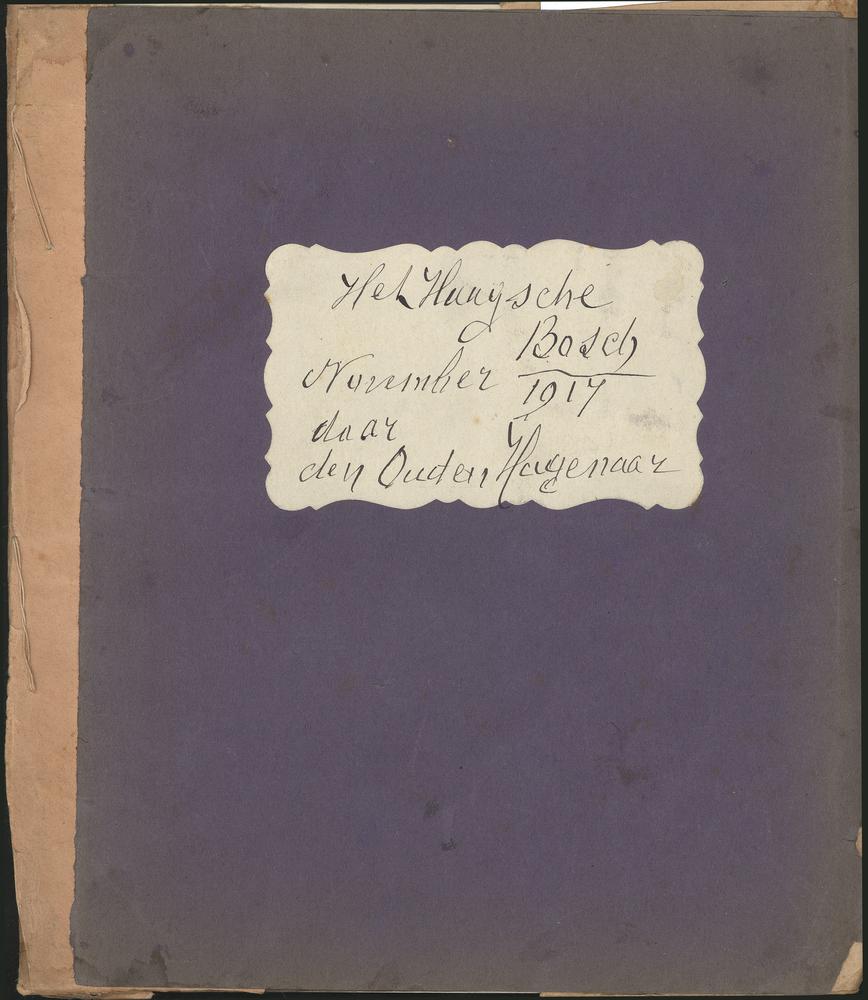 Het Haagsche
Bosch
November 1917
door
den Ouden Hagenaar